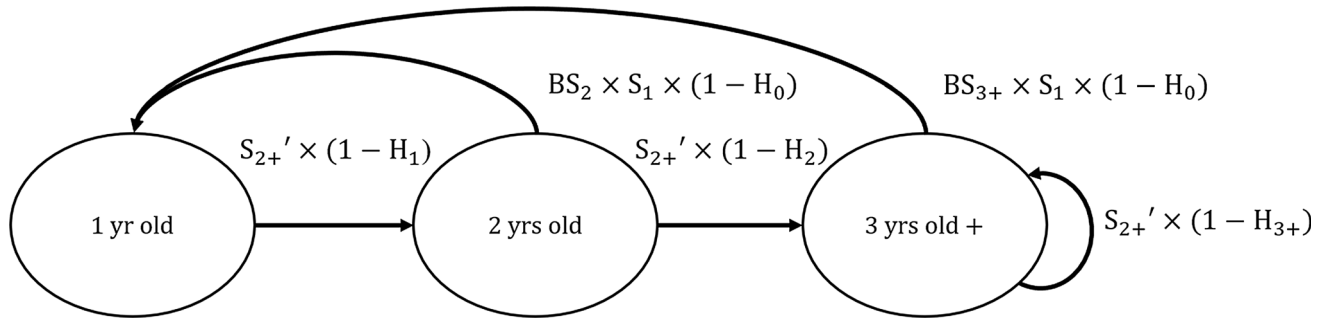 BS₂ × S₁ × (1 − H₀)
BS₃₊ × S₁ × (1 − H₀)
S₂₊′ × (1 − H₁)
S₂₊′ × (1 − H₂)
1 yr old
2 yrs old
3 yrs old +
S₂₊′ × (1 − H₃₊)